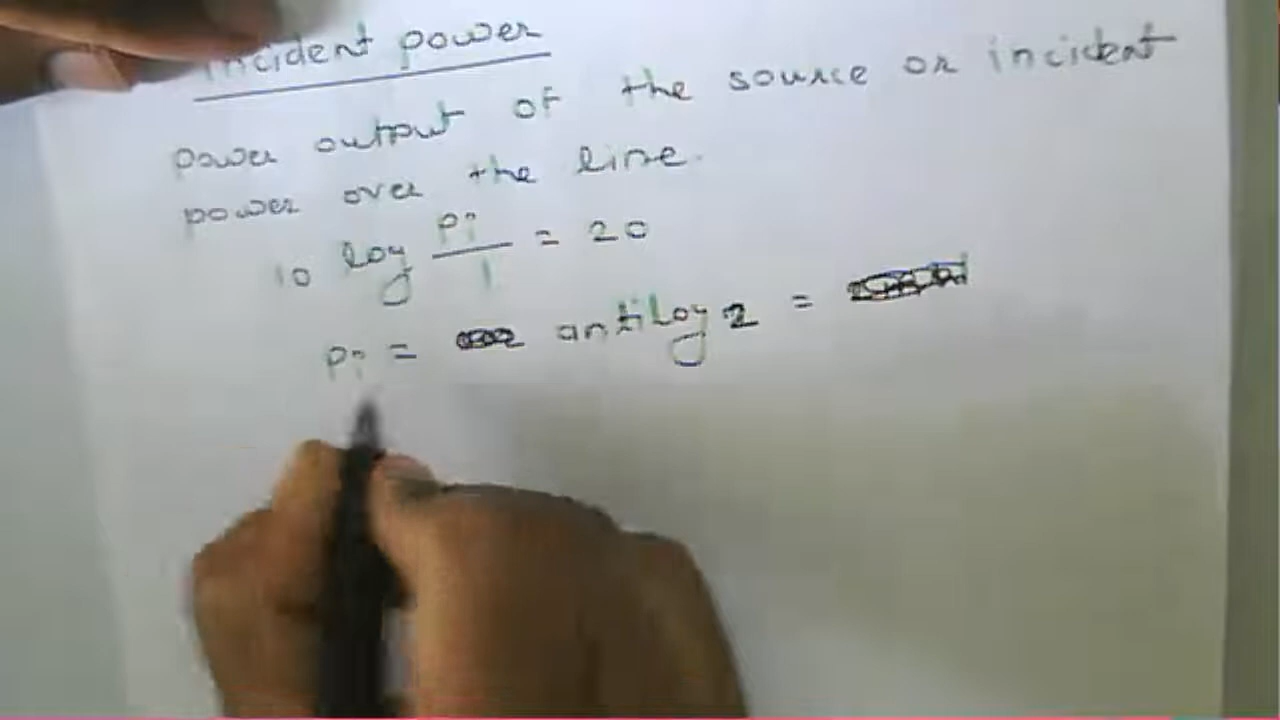 incident power
power output of the source or incident
power over the line.
10 log Pi/1 = 20
Pi = antilog 2 =